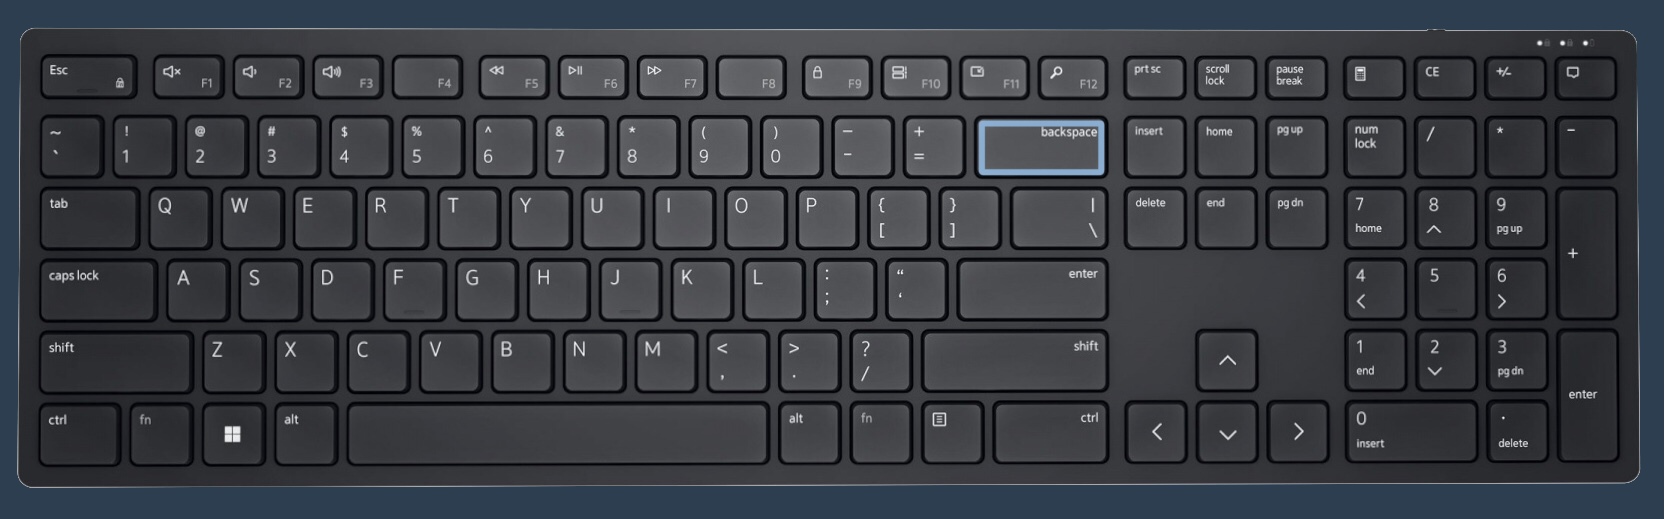 Esc F1 F2 F3 F4 F5 F6 F7 F8 F9 F10 F11 F12 prt sc scroll lock pause break CE +/-
~ ` ! 1 @ 2 # 3 $ 4 % 5 ^ 6 & 7 * 8 ( 9 ) 0 – - + = backspace insert home pg up num lock / * –
tab Q W E R T Y U I O P { [ } ] | \ delete end pg dn 7 home 8 9 pg up +
caps lock A S D F G H J K L : ; “ ‘ enter 4 < 5 6 >
shift Z X C V B N M < , > . ? / shift 1 end 2 3 pg dn enter
ctrl fn alt alt fn ctrl 0 insert . delete